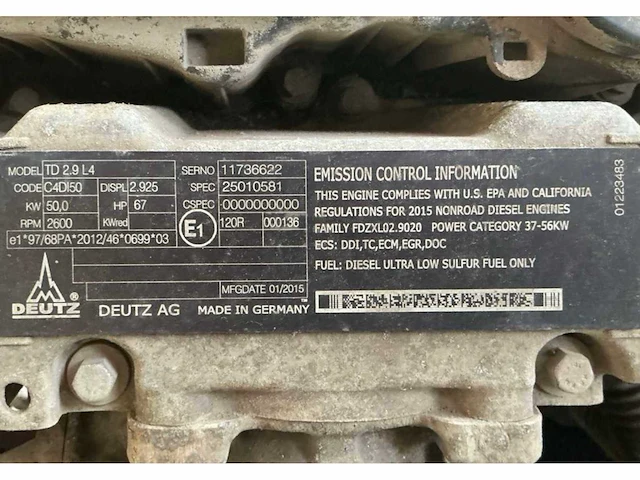 MODEL TD 2.9 L4 SERNO 11736622
CODE C4DI50 DISPL 2.925 SPEC 25010581
KW 50,0 HP 67 CSPEC 0000000000
RPM 2600 KWred E1 120R 000136
e1*97/68PA*2012/46*0699*03
MFGDATE 01/2015
DEUTZ ® DEUTZ AG MADE IN GERMANY
EMISSION CONTROL INFORMATION
THIS ENGINE COMPLIES WITH U.S. EPA AND CALIFORNIA
REGULATIONS FOR 2015 NONROAD DIESEL ENGINES
FAMILY FDZXL02.9020 POWER CATEGORY 37-56KW
ECS: DDI,TC,ECM,EGR,DOC
FUEL: DIESEL ULTRA LOW SULFUR FUEL ONLY
01223483